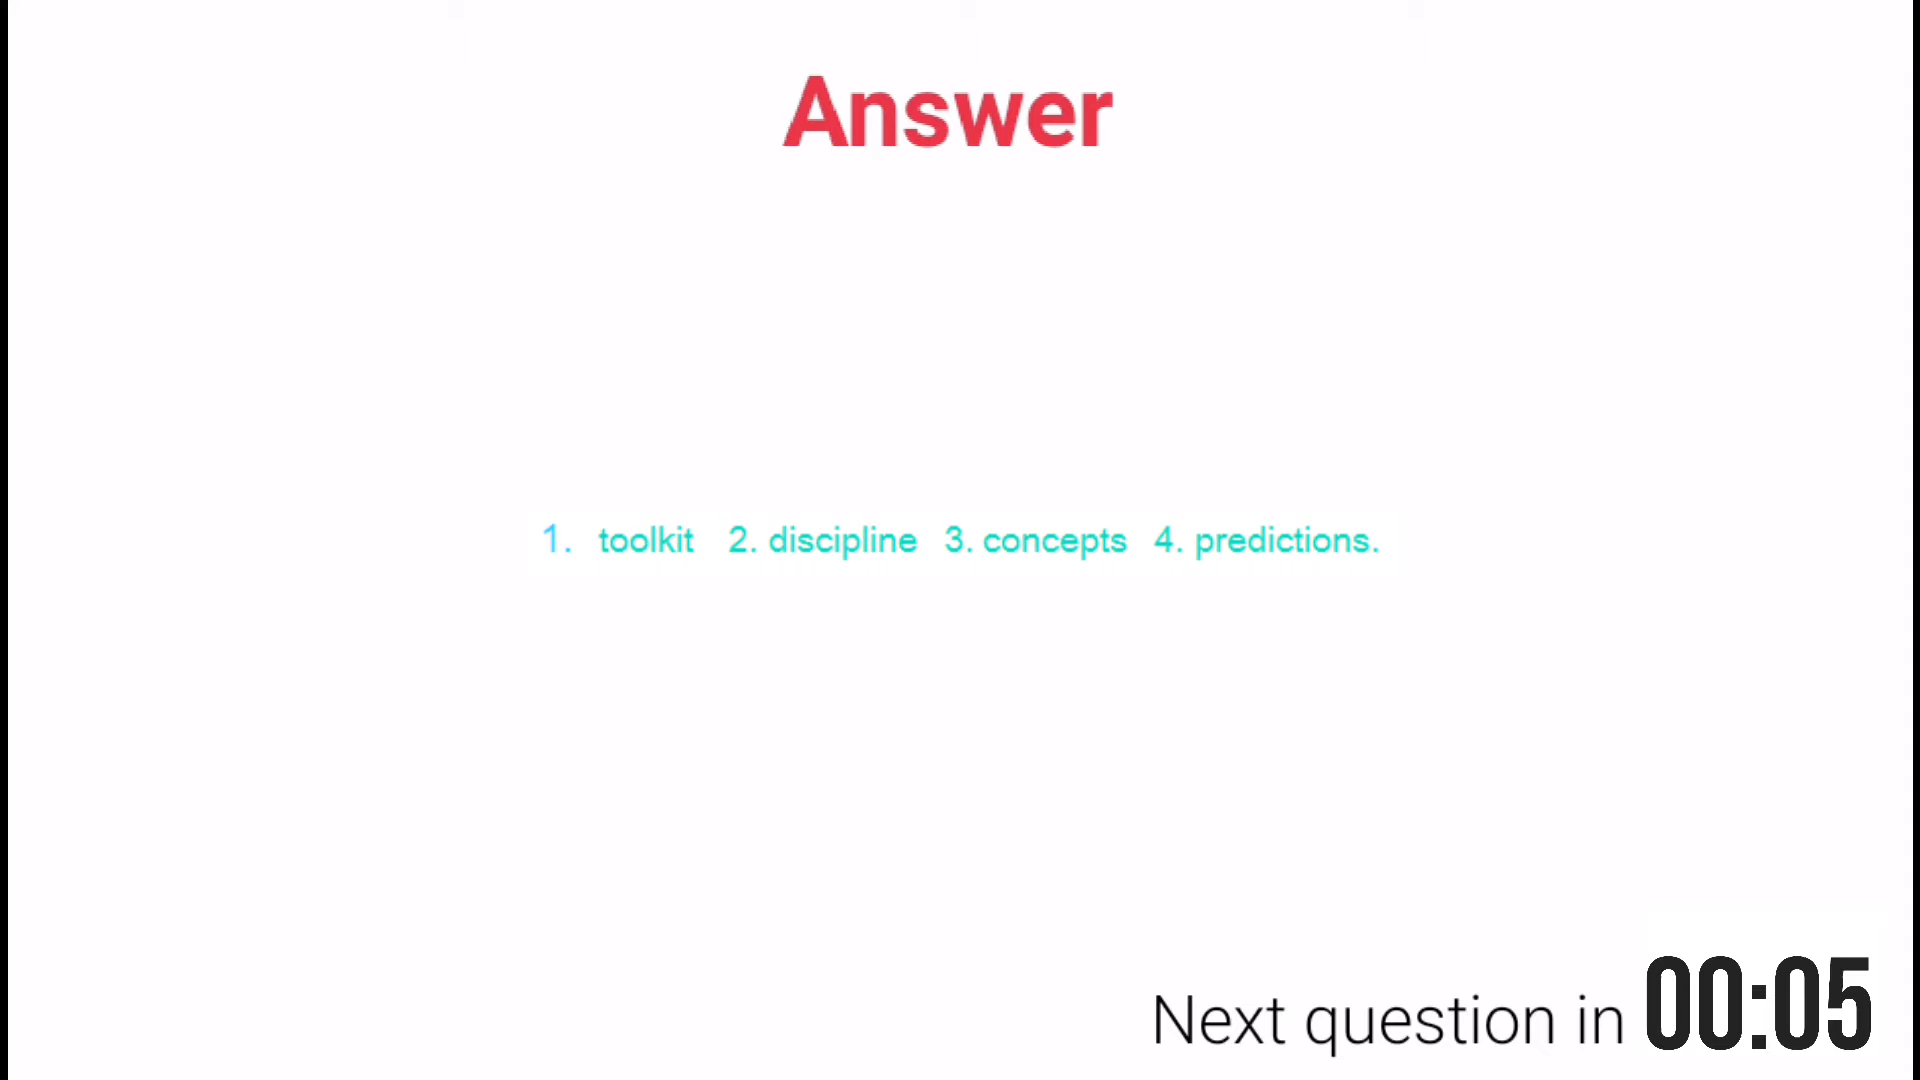 Answer
1. toolkit 2. discipline 3. concepts 4. predictions.
Next question in 00:05